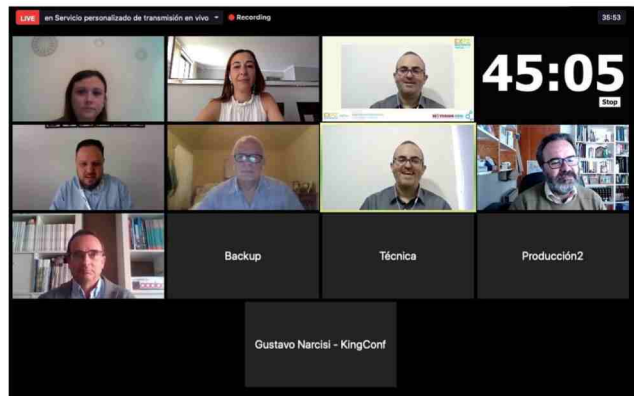 LIVE en Servicio personalizado de transmisión en vivo Recording 35:53
45:05
Stop
Backup
Técnica
Producción2
Gustavo Narcisi - KingConf